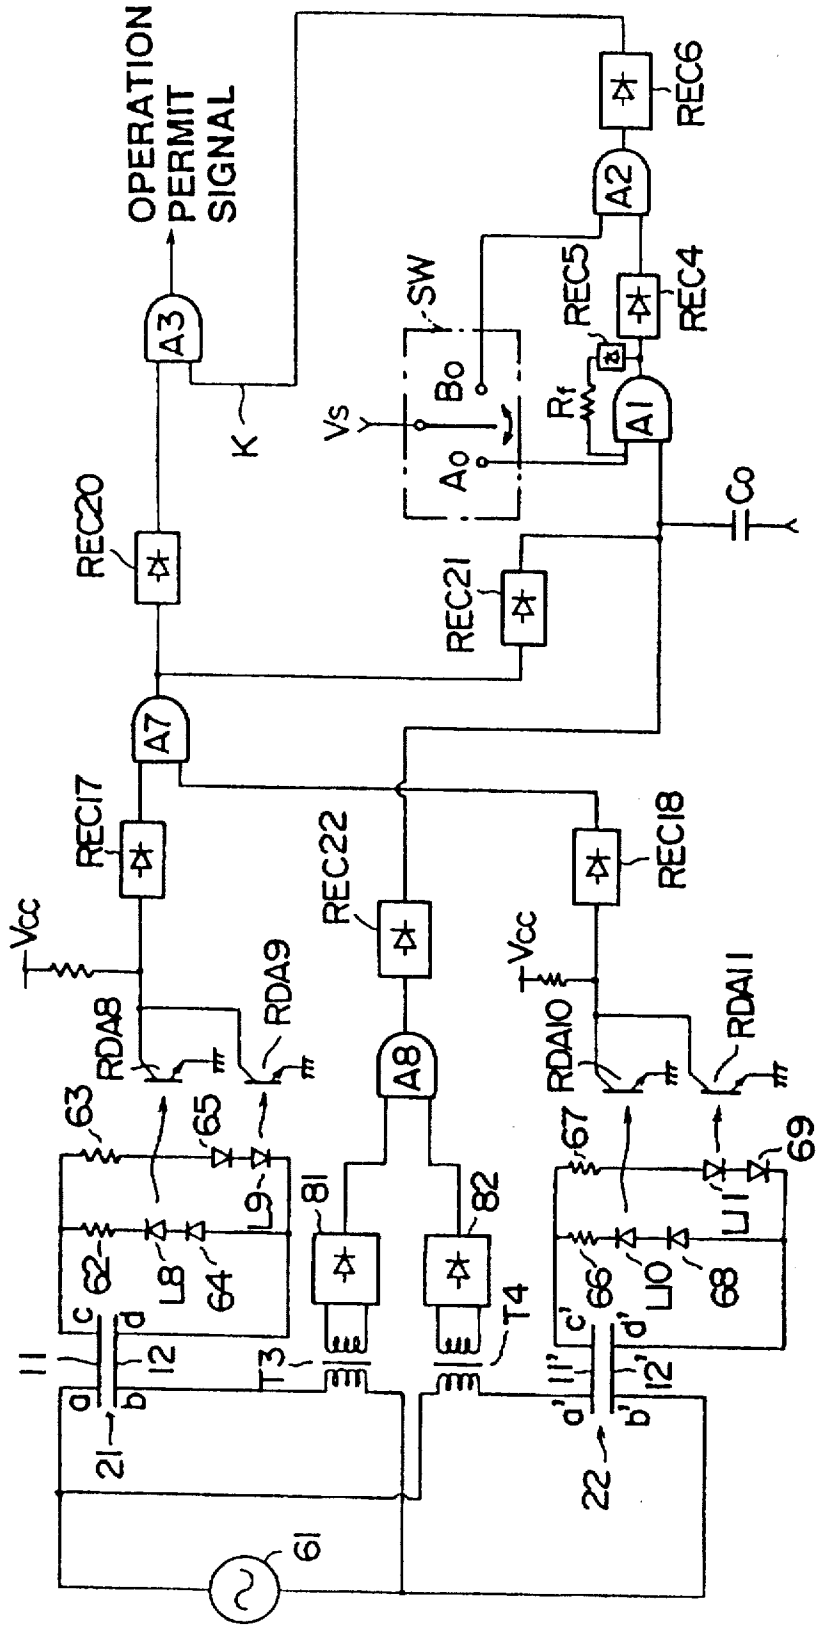 OPERATION
PERMIT
SIGNAL
A3
K
REC20
REC6
A2
REC5
REC4
SW
Vs
Bo
Ao
Rf
A1
Co
REC21
A7
REC17
REC22
REC18
Vcc
Vcc
RDA8
RDA9
A8
RDA10
RDA11
63
65
L9
62
L8
64
81
82
67
69
L11
66
L10
68
11
c
d
a
b
12
21
T3
T4
11'
c'
d'
a'
b'
12'
22
61